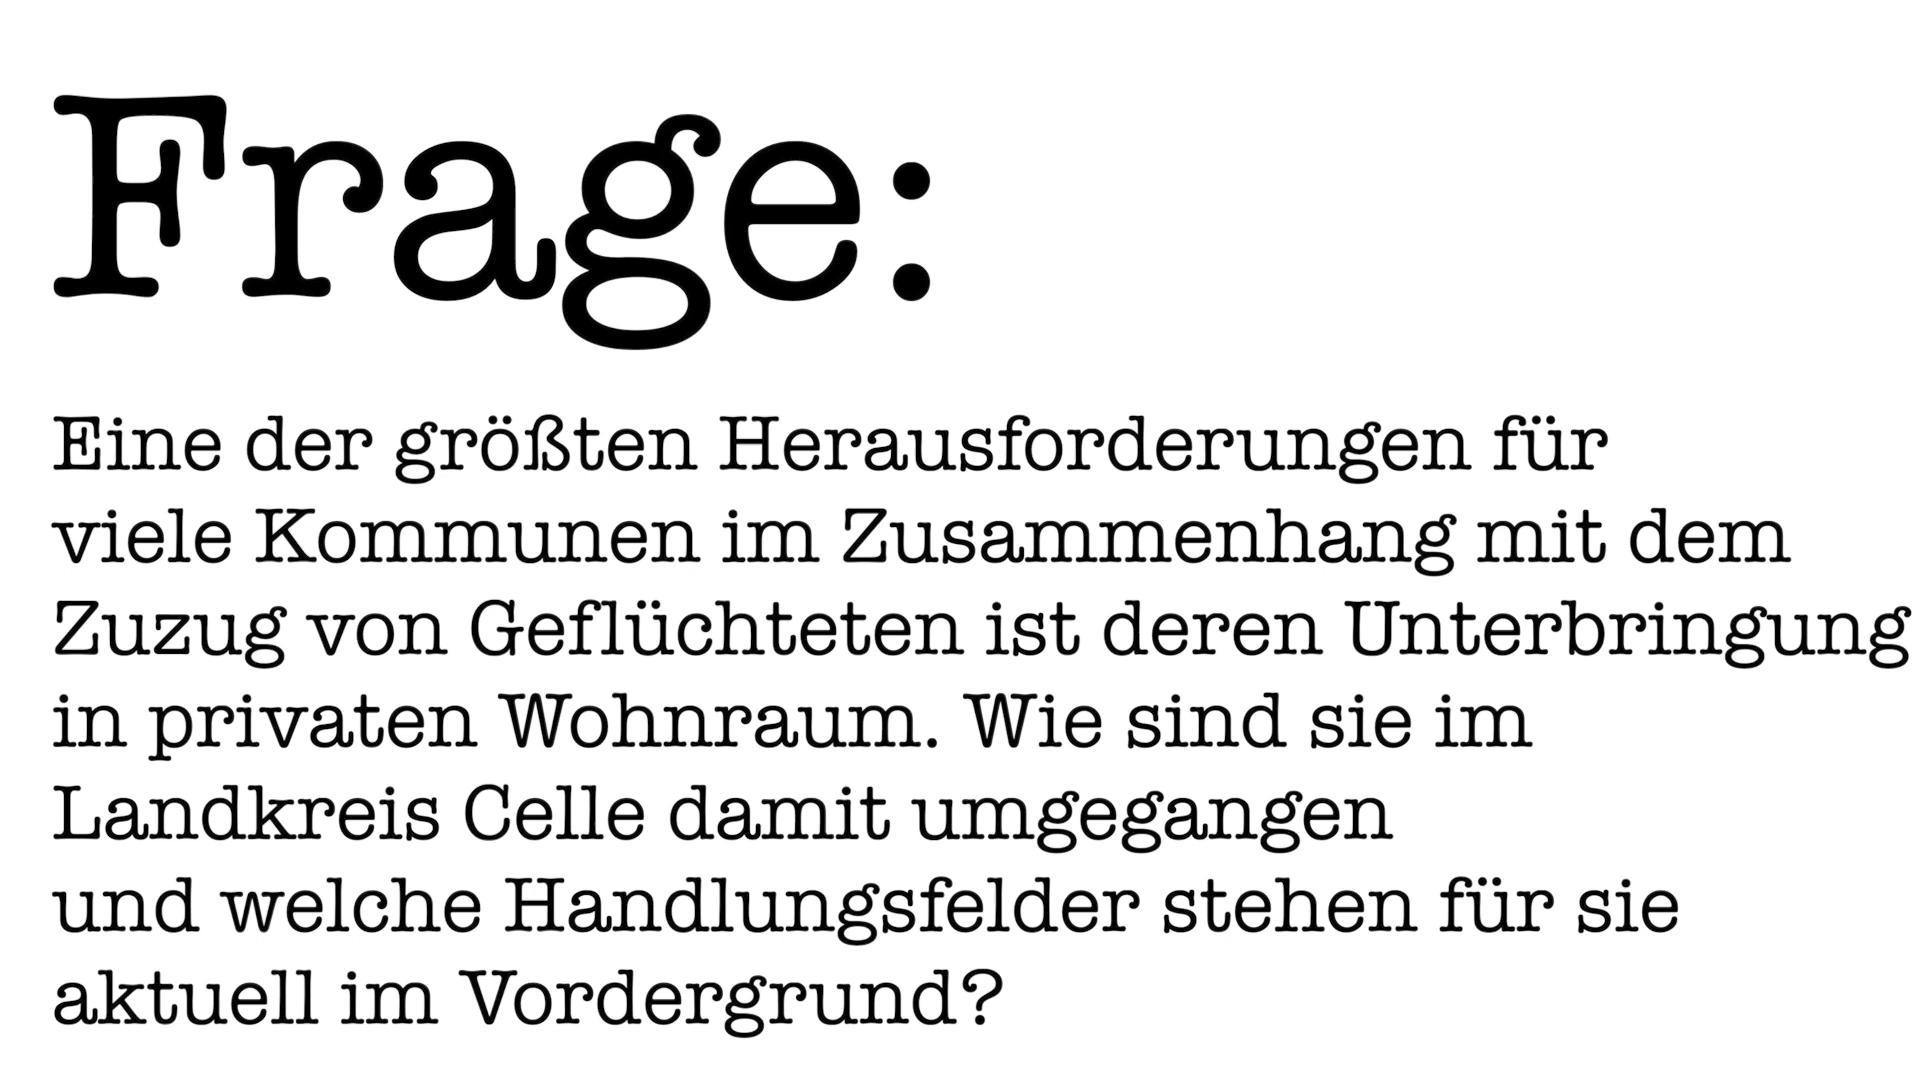 Frage:
Eine der größten Herausforderungen für
viele Kommunen im Zusammenhang mit dem
Zuzug von Geflüchteten ist deren Unterbringung
in privaten Wohnraum. Wie sind sie im
Landkreis Celle damit umgegangen
und welche Handlungsfelder stehen für sie
aktuell im Vordergrund?